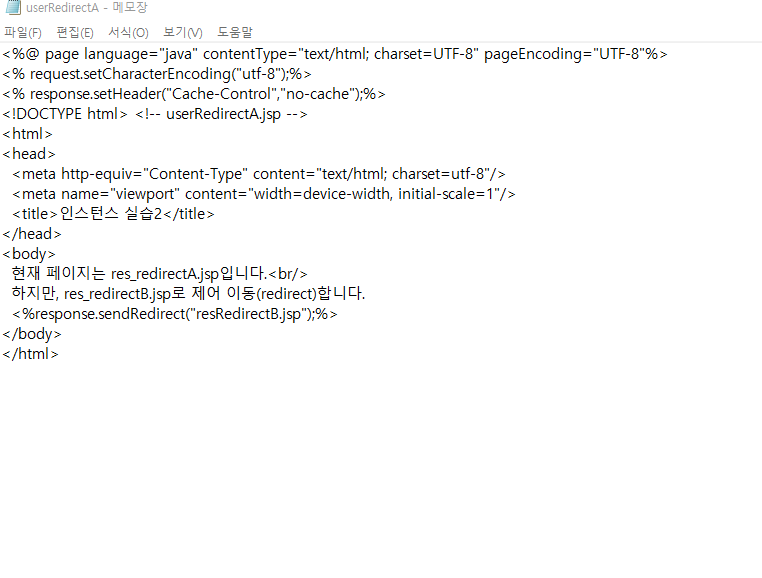 userRedirectA - 메모장
파일(F) 편집(E) 서식(O) 보기(V) 도움말
<%@ page language="java" contentType="text/html; charset=UTF-8" pageEncoding="UTF-8"%>
<% request.setCharacterEncoding("utf-8");%>
<% response.setHeader("Cache-Control","no-cache");%>
<!DOCTYPE html> <!-- userRedirectA.jsp -->
<html>
<head>
<meta http-equiv="Content-Type" content="text/html; charset=utf-8"/>
<meta name="viewport" content="width=device-width, initial-scale=1"/>
<title>인스턴스 실습2</title>
</head>
<body>
현재 페이지는 res_redirectA.jsp입니다.<br/>
하지만, res_redirectB.jsp로 제어 이동(redirect)합니다.
<%response.sendRedirect("resRedirectB.jsp");%>
</body>
</html>